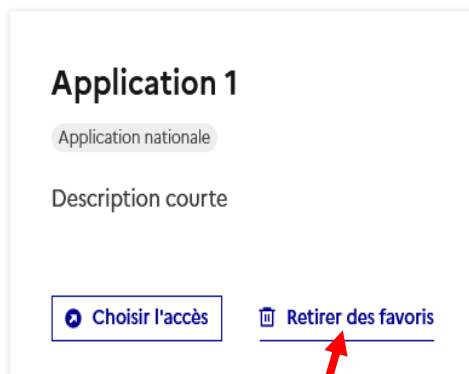 Application 1
Application nationale
Description courte
Choisir l'accès Retirer des favoris